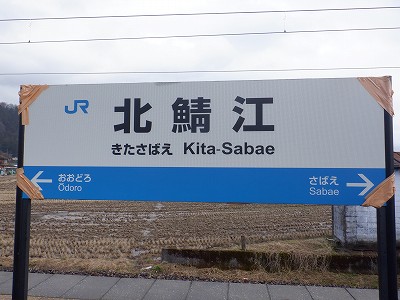 JR 北鯖江
きたさばえ Kita-Sabae
← おおどろ さばえ →
Ōdoro Sabae